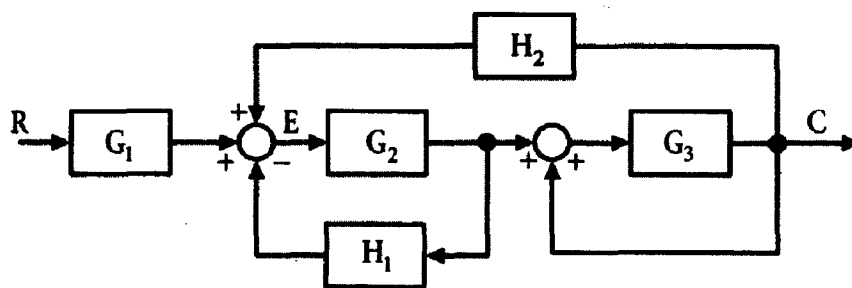 H₂
+
R
G₁
+
−
E
G₂
+
+
G₃
C
H₁